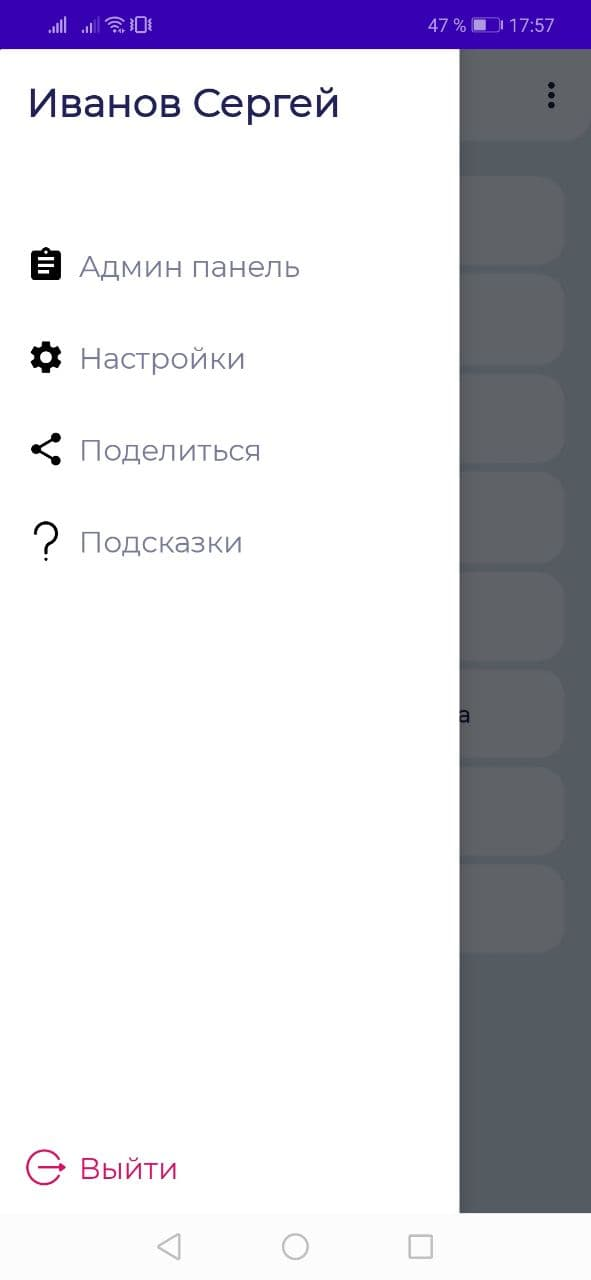 47 % 17:57
Иванов Сергей
Админ панель
Настройки
Поделиться
Подсказки
а
Выйти